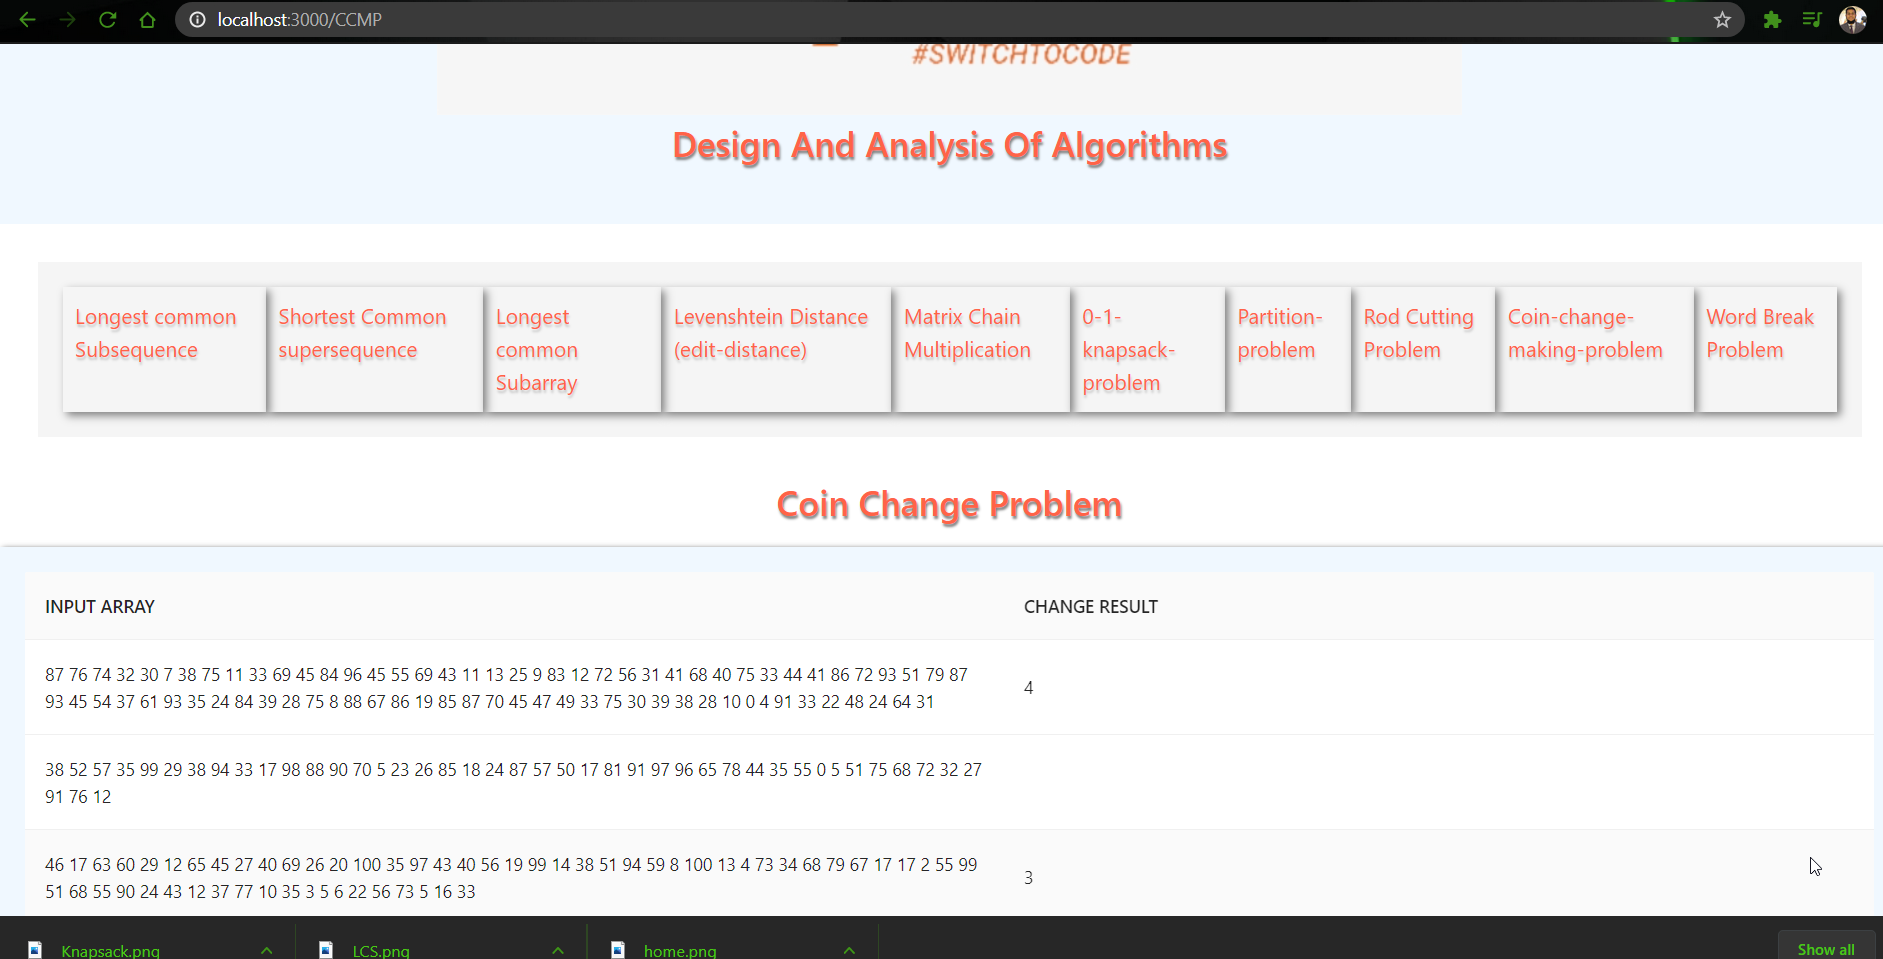 localhost:3000/CCMP
#SWITCHTOCODE
Design And Analysis Of Algorithms
Longest common
Subsequence
Shortest Common
supersequence
Longest
common
Subarray
Levenshtein Distance
(edit-distance)
Matrix Chain
Multiplication
0-1-
knapsack-
problem
Partition-
problem
Rod Cutting
Problem
Coin-change-
making-problem
Word Break
Problem
Coin Change Problem
INPUT ARRAY
CHANGE RESULT
87 76 74 32 30 7 38 75 11 33 69 45 84 96 45 55 69 43 11 13 25 9 83 12 72 56 31 41 68 40 75 33 44 41 86 72 93 51 79 87
93 45 54 37 61 93 35 24 84 39 28 75 8 88 67 86 19 85 87 70 45 47 49 33 75 30 39 38 28 10 0 4 91 33 22 48 24 64 31
4
38 52 57 35 99 29 38 94 33 17 98 88 90 70 5 23 26 85 18 24 87 57 50 17 81 91 97 96 65 78 44 35 55 0 5 51 75 68 72 32 27
91 76 12
46 17 63 60 29 12 65 45 27 40 69 26 20 100 35 97 43 40 56 19 99 14 38 51 94 59 8 100 13 4 73 34 68 79 67 17 17 2 55 99
51 68 55 90 24 43 12 37 77 10 35 3 5 6 22 56 73 5 16 33
3
Knapsack.png
LCS.png
home.png
Show all